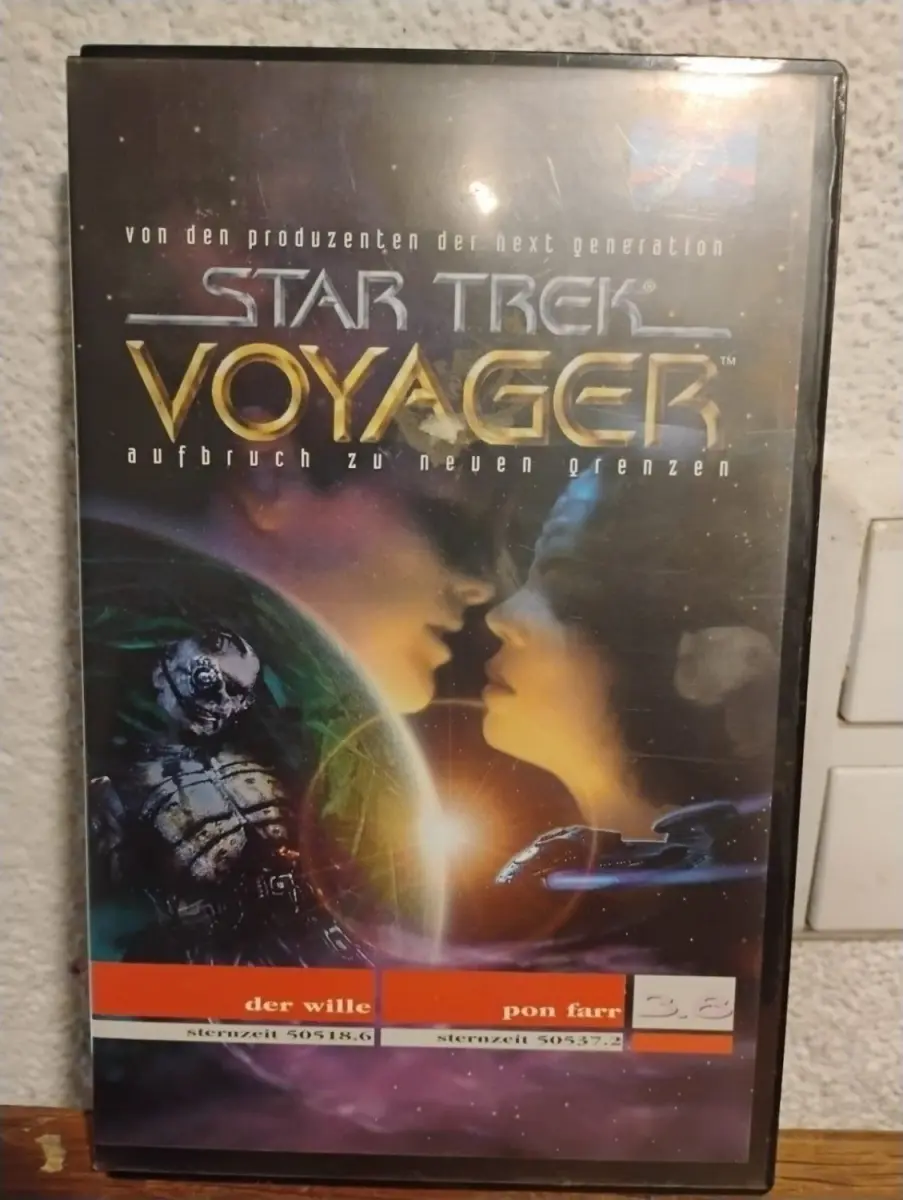 von den produzenten der next generation
STAR TREK®
VOYAGER™
aufbruch zu neuen grenzen
der wille
pon farr
3.8
sternzeit 50518.6
sternzeit 50537.2